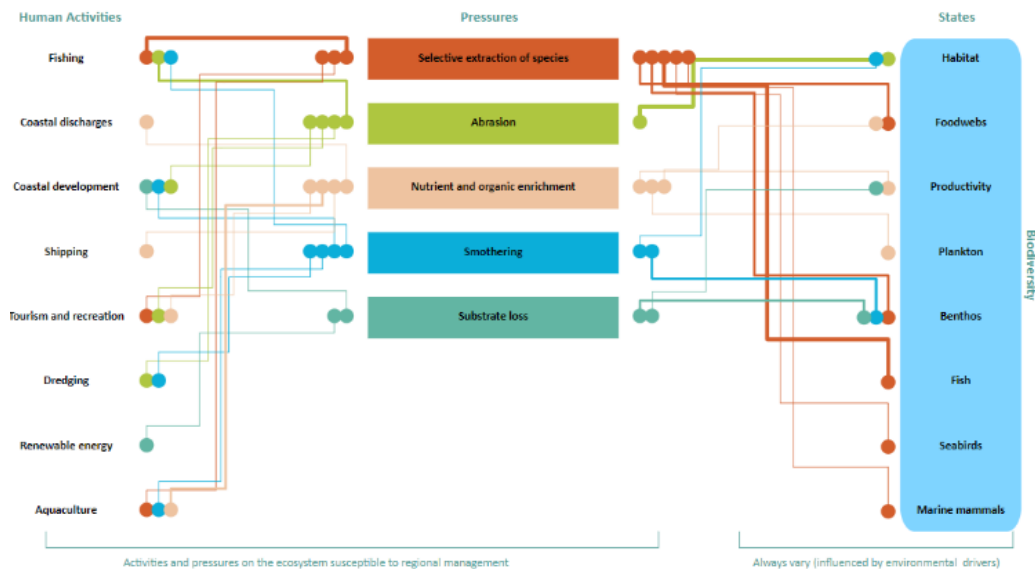 Human Activities Pressures States
Fishing Selective extraction of species Habitat
Coastal discharges Abrasion Foodwebs
Coastal development Nutrient and organic enrichment Productivity
Shipping Smothering Plankton
Tourism and recreation Substrate loss Benthos
Dredging Fish
Renewable energy Seabirds
Aquaculture Marine mammals
Biodiversity
Activities and pressures on the ecosystem susceptible to regional management Always vary (influenced by environmental drivers)